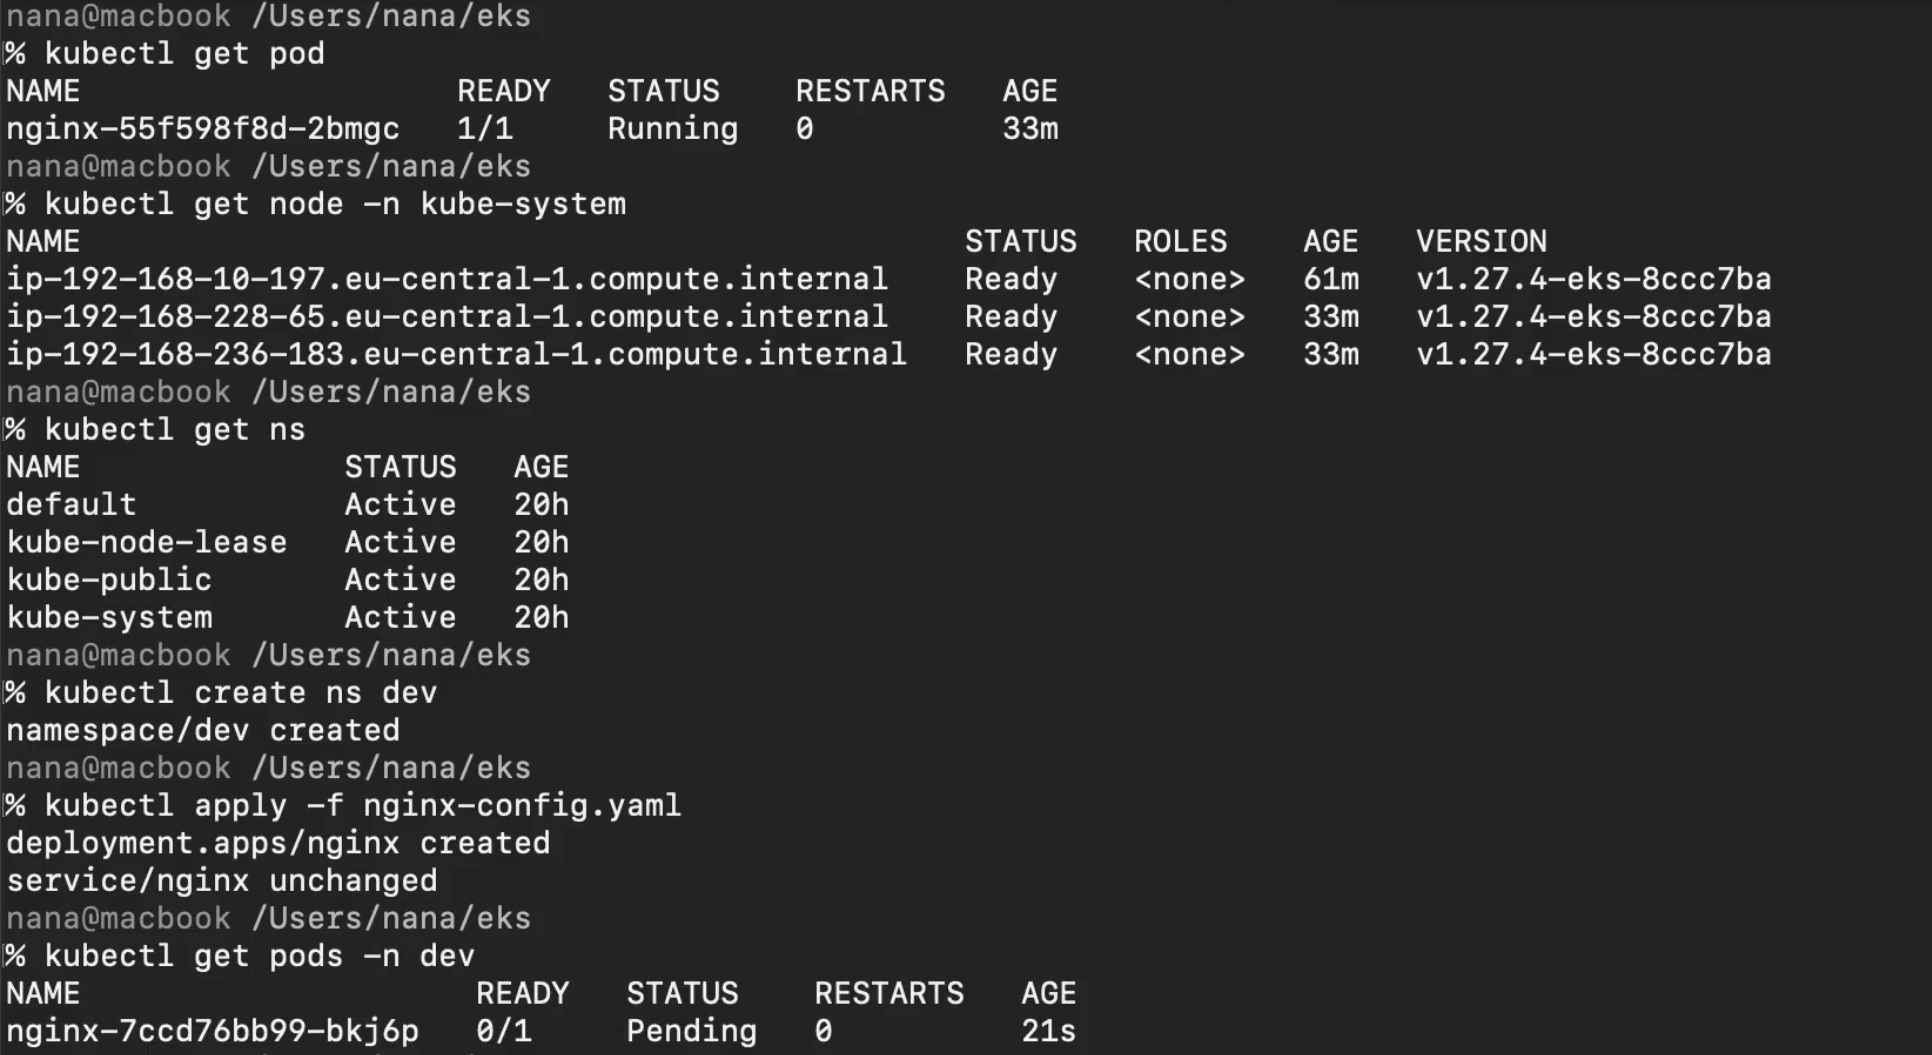 nana@macbook /Users/nana/eks
% kubectl get pod
NAME                    READY   STATUS    RESTARTS   AGE
nginx-55f598f8d-2bmgc   1/1     Running   0          33m
nana@macbook /Users/nana/eks
% kubectl get node -n kube-system
NAME                                               STATUS   ROLES    AGE   VERSION
ip-192-168-10-197.eu-central-1.compute.internal    Ready    <none>   61m   v1.27.4-eks-8ccc7ba
ip-192-168-228-65.eu-central-1.compute.internal    Ready    <none>   33m   v1.27.4-eks-8ccc7ba
ip-192-168-236-183.eu-central-1.compute.internal   Ready    <none>   33m   v1.27.4-eks-8ccc7ba
nana@macbook /Users/nana/eks
% kubectl get ns
NAME              STATUS   AGE
default           Active   20h
kube-node-lease   Active   20h
kube-public       Active   20h
kube-system       Active   20h
nana@macbook /Users/nana/eks
% kubectl create ns dev
namespace/dev created
nana@macbook /Users/nana/eks
% kubectl apply -f nginx-config.yaml
deployment.apps/nginx created
service/nginx unchanged
nana@macbook /Users/nana/eks
% kubectl get pods -n dev
NAME                     READY   STATUS    RESTARTS   AGE
nginx-7ccd76bb99-bkj6p   0/1     Pending   0          21s